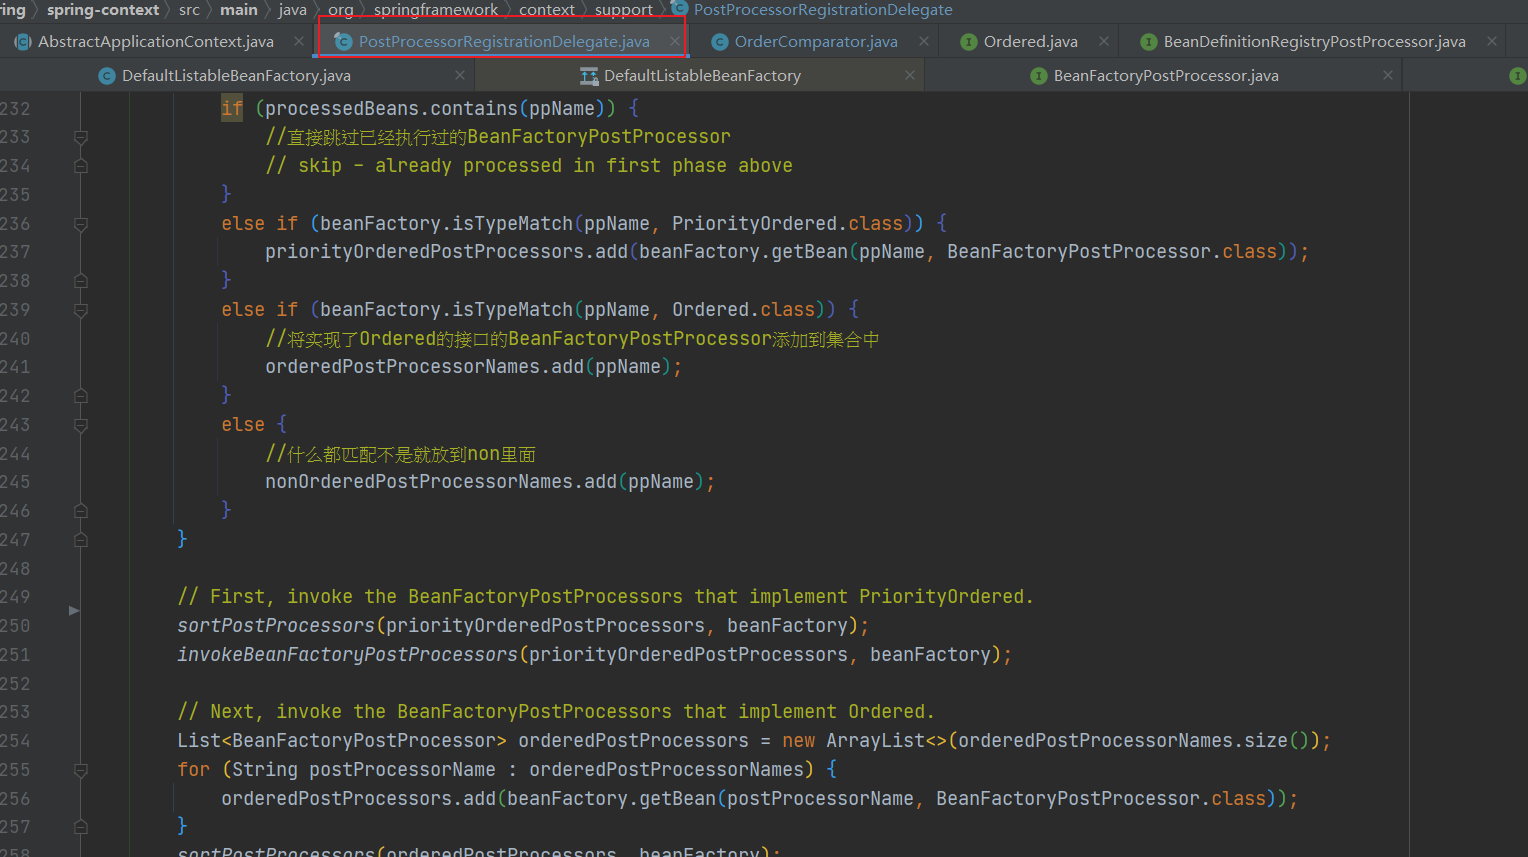 ring › spring-context › src › main › java › org › springframework › context › support › PostProcessorRegistrationDelegate
AbstractApplicationContext.java PostProcessorRegistrationDelegate.java OrderComparator.java Ordered.java BeanDefinitionRegistryPostProcessor.java
DefaultListableBeanFactory.java DefaultListableBeanFactory BeanFactoryPostProcessor.java
232 if (processedBeans.contains(ppName)) {
233 //直接跳过已经执行过的BeanFactoryPostProcessor
234 // skip - already processed in first phase above
235 }
236 else if (beanFactory.isTypeMatch(ppName, PriorityOrdered.class)) {
237 priorityOrderedPostProcessors.add(beanFactory.getBean(ppName, BeanFactoryPostProcessor.class));
238 }
239 else if (beanFactory.isTypeMatch(ppName, Ordered.class)) {
240 //将实现了Ordered的接口的BeanFactoryPostProcessor添加到集合中
241 orderedPostProcessorNames.add(ppName);
242 }
243 else {
244 //什么都匹配不是就放到non里面
245 nonOrderedPostProcessorNames.add(ppName);
246 }
247 }
248
249 // First, invoke the BeanFactoryPostProcessors that implement PriorityOrdered.
250 sortPostProcessors(priorityOrderedPostProcessors, beanFactory);
251 invokeBeanFactoryPostProcessors(priorityOrderedPostProcessors, beanFactory);
252
253 // Next, invoke the BeanFactoryPostProcessors that implement Ordered.
254 List<BeanFactoryPostProcessor> orderedPostProcessors = new ArrayList<>(orderedPostProcessorNames.size());
255 for (String postProcessorName : orderedPostProcessorNames) {
256 orderedPostProcessors.add(beanFactory.getBean(postProcessorName, BeanFactoryPostProcessor.class));
257 }
258 sortPostProcessors(orderedPostProcessors, beanFactory);